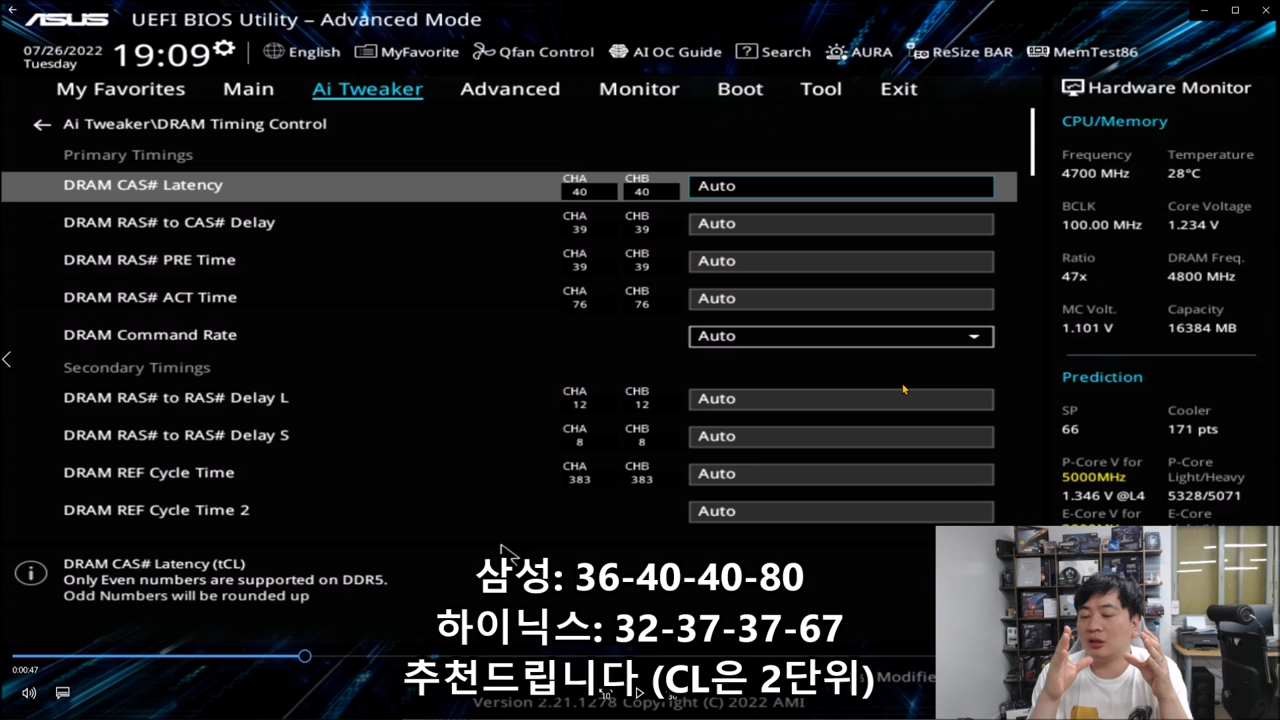 ASUS UEFI BIOS Utility – Advanced Mode
07/26/2022
Tuesday
19:09
English MyFavorite Qfan Control AI OC Guide ? Search AURA ReSize BAR MemTest86
My Favorites Main Ai Tweaker Advanced Monitor Boot Tool Exit
Hardware Monitor
← Ai Tweaker\DRAM Timing Control
Primary Timings
DRAM CAS# Latency CHA 40 CHB 40 Auto
DRAM RAS# to CAS# Delay CHA 39 CHB 39 Auto
DRAM RAS# PRE Time CHA 39 CHB 39 Auto
DRAM RAS# ACT Time CHA 76 CHB 76 Auto
DRAM Command Rate Auto
Secondary Timings
DRAM RAS# to RAS# Delay L CHA 12 CHB 12 Auto
DRAM RAS# to RAS# Delay S CHA 8 CHB 8 Auto
DRAM REF Cycle Time CHA 383 CHB 383 Auto
DRAM REF Cycle Time 2 Auto
CPU/Memory
Frequency Temperature
4700 MHz 28°C
BCLK Core Voltage
100.00 MHz 1.234 V
Ratio DRAM Freq.
47x 4800 MHz
MC Volt. Capacity
1.101 V 16384 MB
Prediction
SP Cooler
66 171 pts
P-Core V for P-Core
5000MHz Light/Heavy
1.346 V @L4 5328/5071
E-Core V for E-Core
DRAM CAS# Latency (tCL)
Only Even numbers are supported on DDR5.
Odd Numbers will be rounded up
삼성: 36-40-40-80
하이닉스: 32-37-37-67
추천드립니다 (CL은 2단위)
0:00:47
10
30
Version 2.21.1278 Copyright (C) 2022 AMI